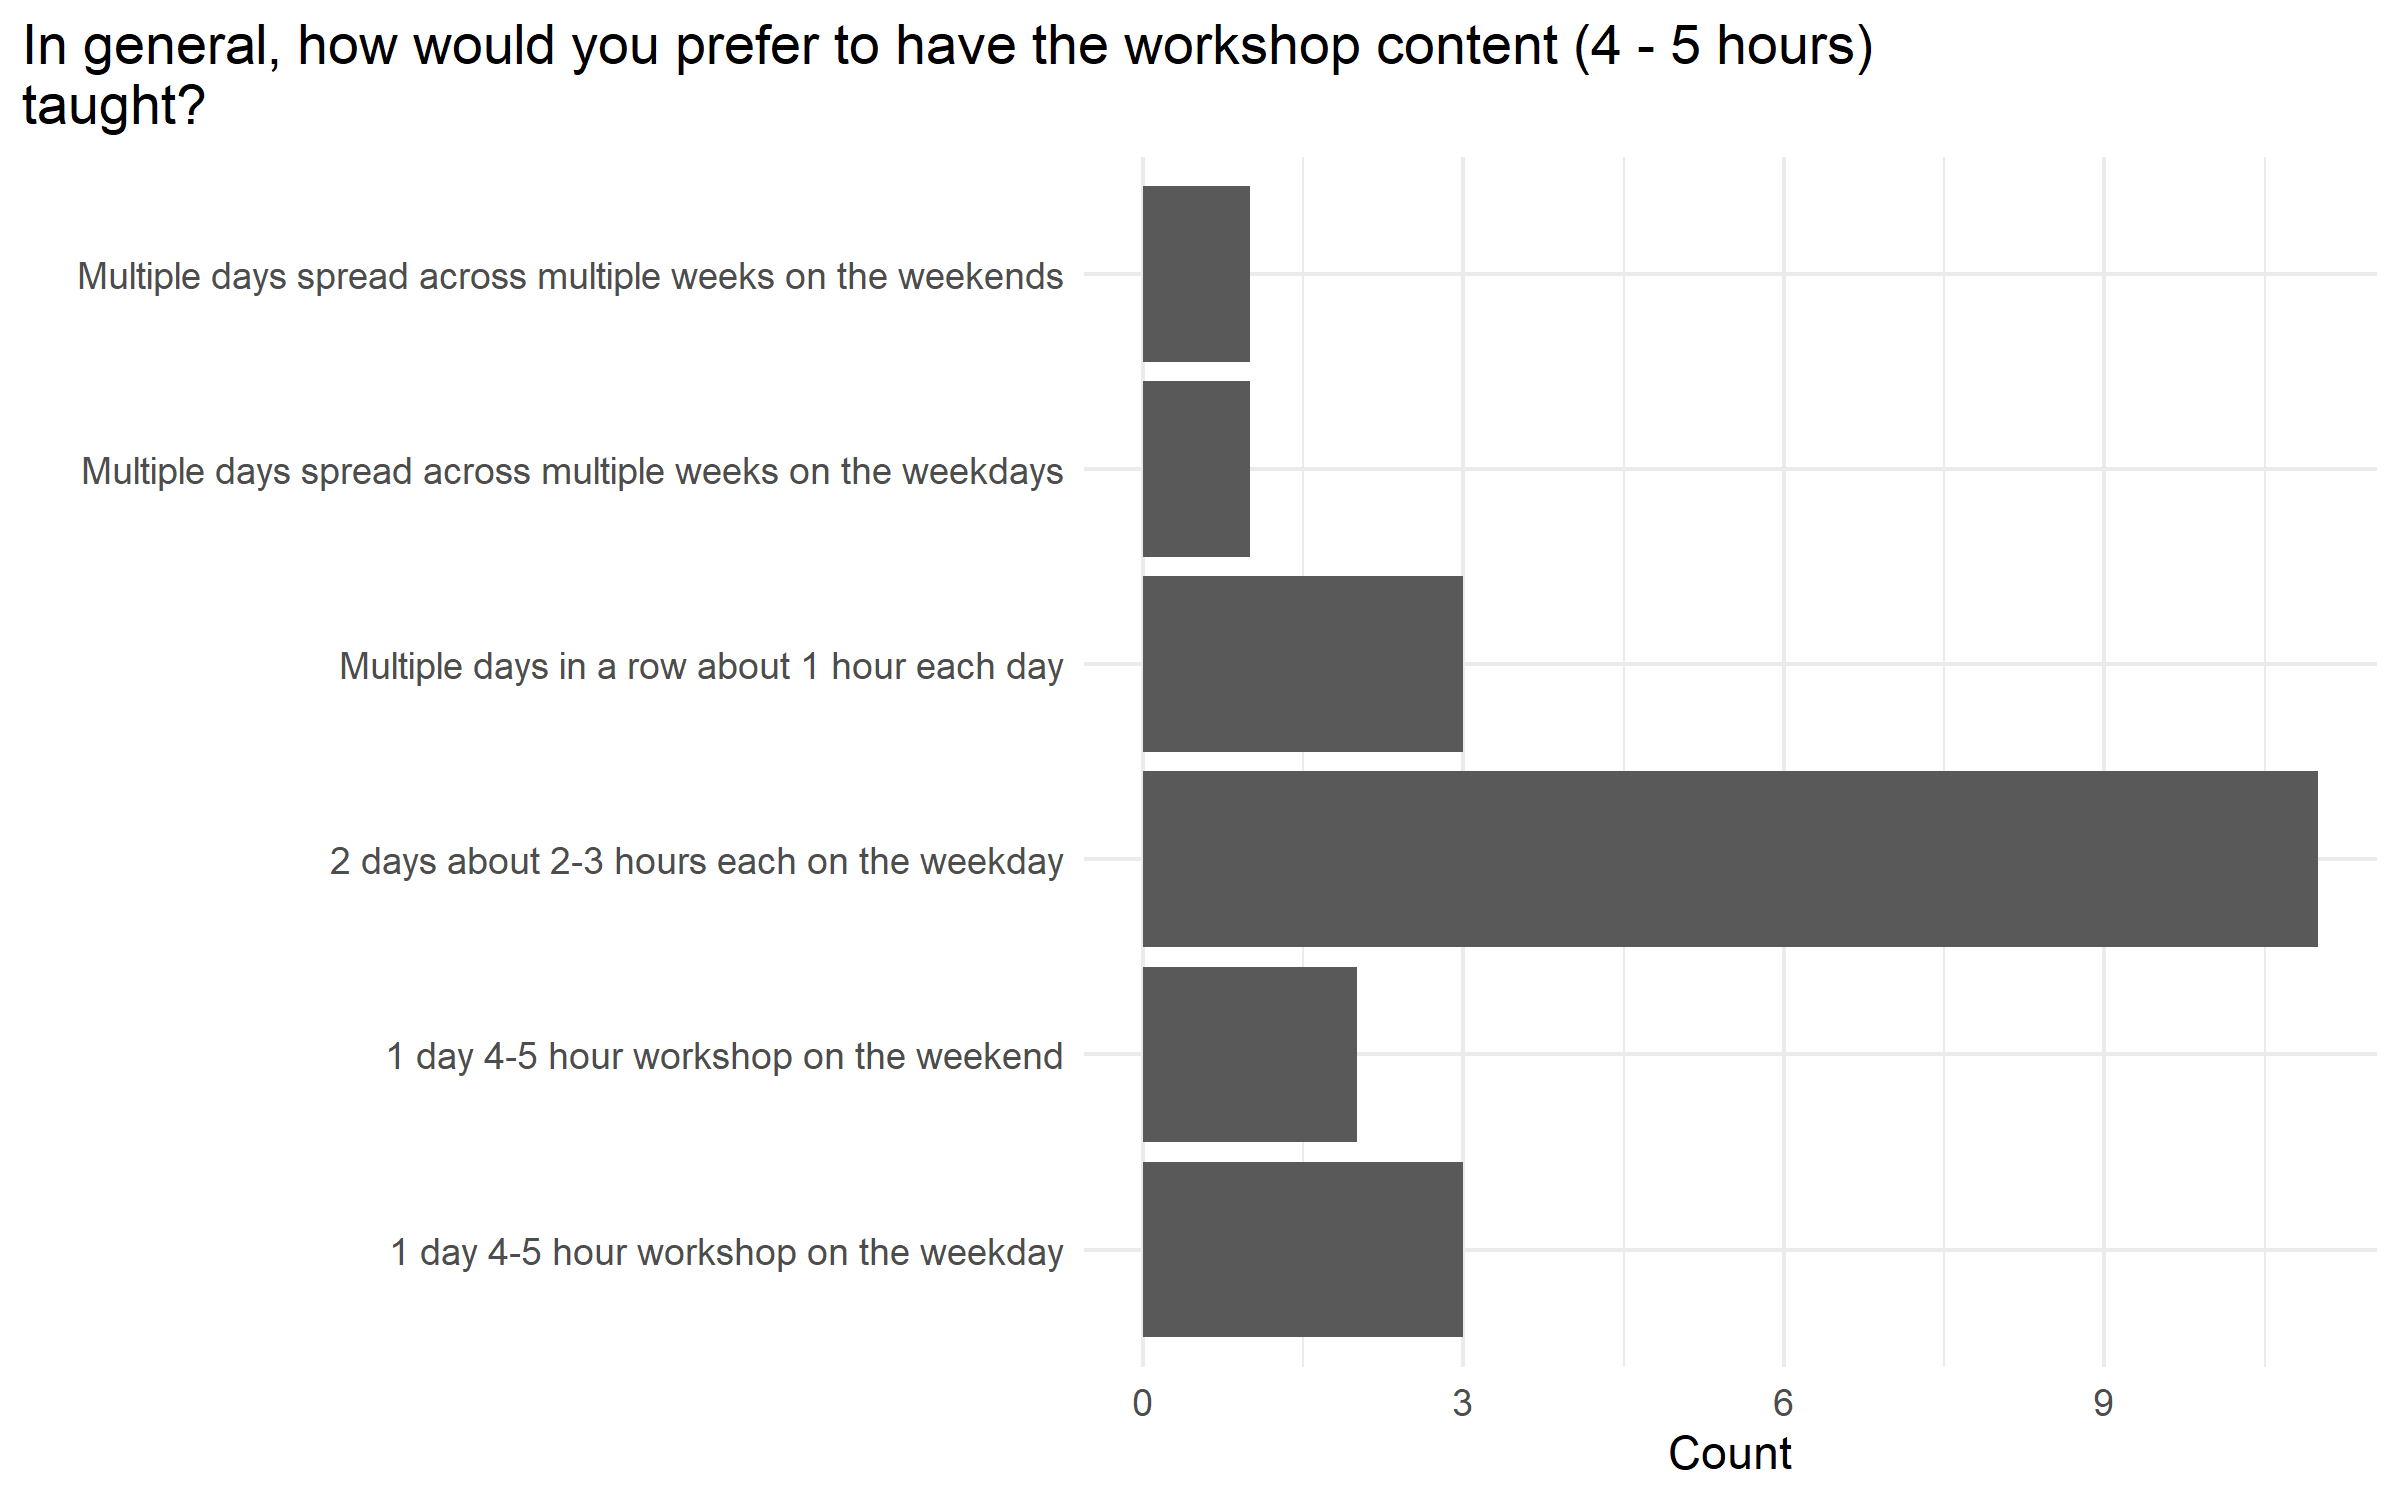 In general, how would you prefer to have the workshop content (4 - 5 hours)
taught?
Multiple days spread across multiple weeks on the weekends
Multiple days spread across multiple weeks on the weekdays
Multiple days in a row about 1 hour each day
2 days about 2-3 hours each on the weekday
1 day 4-5 hour workshop on the weekend
1 day 4-5 hour workshop on the weekday
0 3 6 9
Count